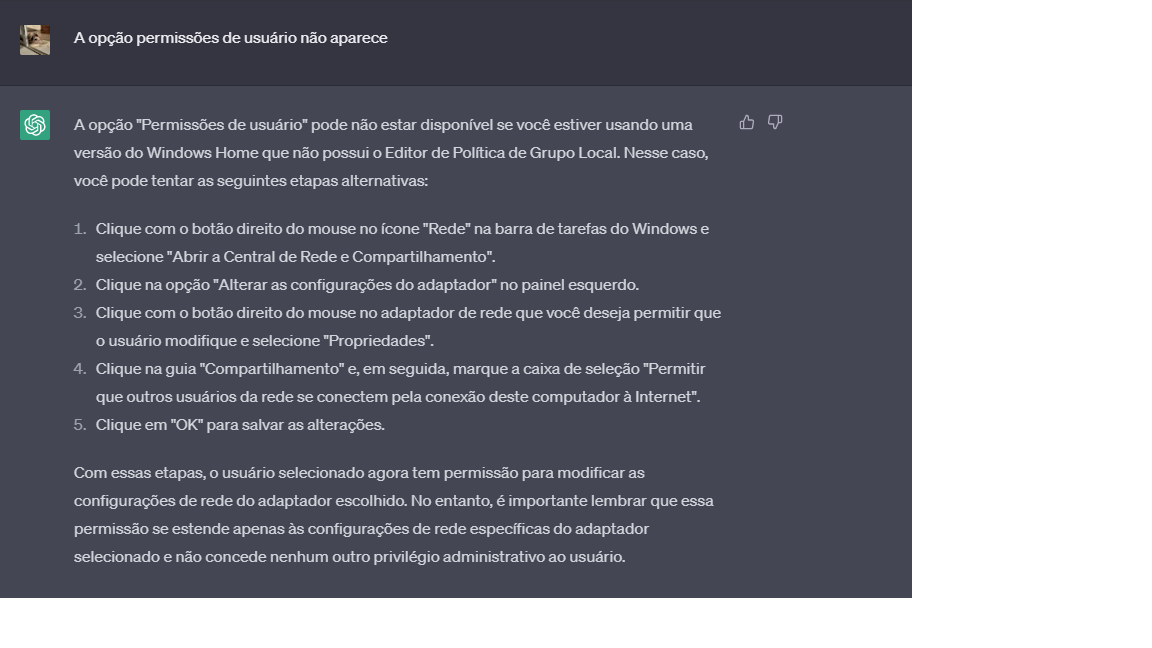 A opção permissões de usuário não aparece
A opção "Permissões de usuário" pode não estar disponível se você estiver usando uma
versão do Windows Home que não possui o Editor de Política de Grupo Local. Nesse caso,
você pode tentar as seguintes etapas alternativas:
1. Clique com o botão direito do mouse no ícone "Rede" na barra de tarefas do Windows e
selecione "Abrir a Central de Rede e Compartilhamento".
2. Clique na opção "Alterar as configurações do adaptador" no painel esquerdo.
3. Clique com o botão direito do mouse no adaptador de rede que você deseja permitir que
o usuário modifique e selecione "Propriedades".
4. Clique na guia "Compartilhamento" e, em seguida, marque a caixa de seleção "Permitir
que outros usuários da rede se conectem pela conexão deste computador à Internet".
5. Clique em "OK" para salvar as alterações.
Com essas etapas, o usuário selecionado agora tem permissão para modificar as
configurações de rede do adaptador escolhido. No entanto, é importante lembrar que essa
permissão se estende apenas às configurações de rede específicas do adaptador
selecionado e não concede nenhum outro privilégio administrativo ao usuário.